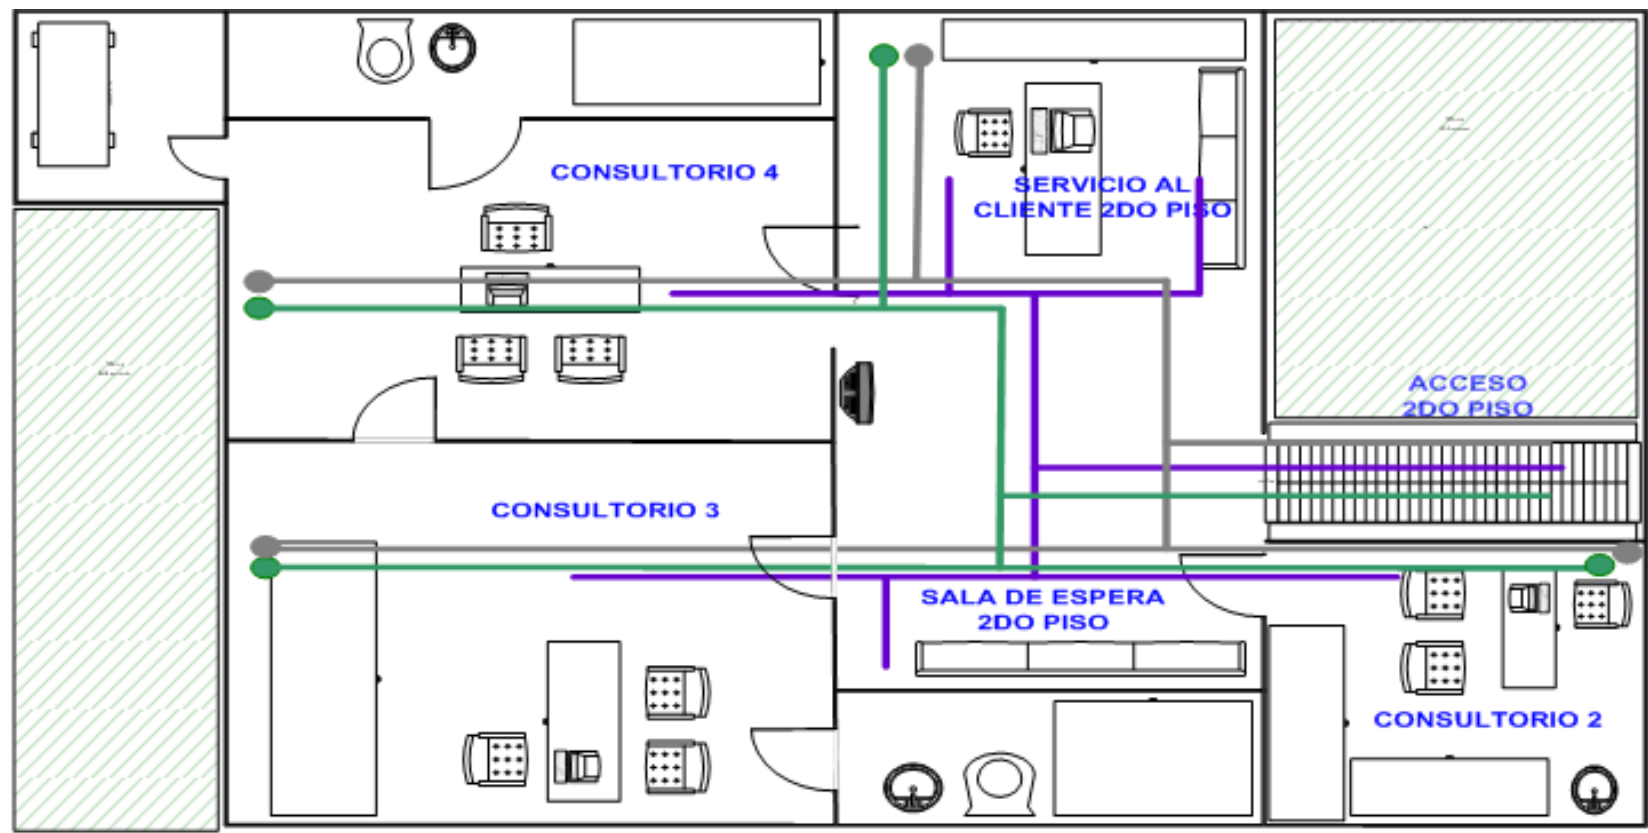 CONSULTORIO 4
SERVICIO AL
CLIENTE 2DO PISO
ACCESO
2DO PISO
CONSULTORIO 3
SALA DE ESPERA
2DO PISO
CONSULTORIO 2